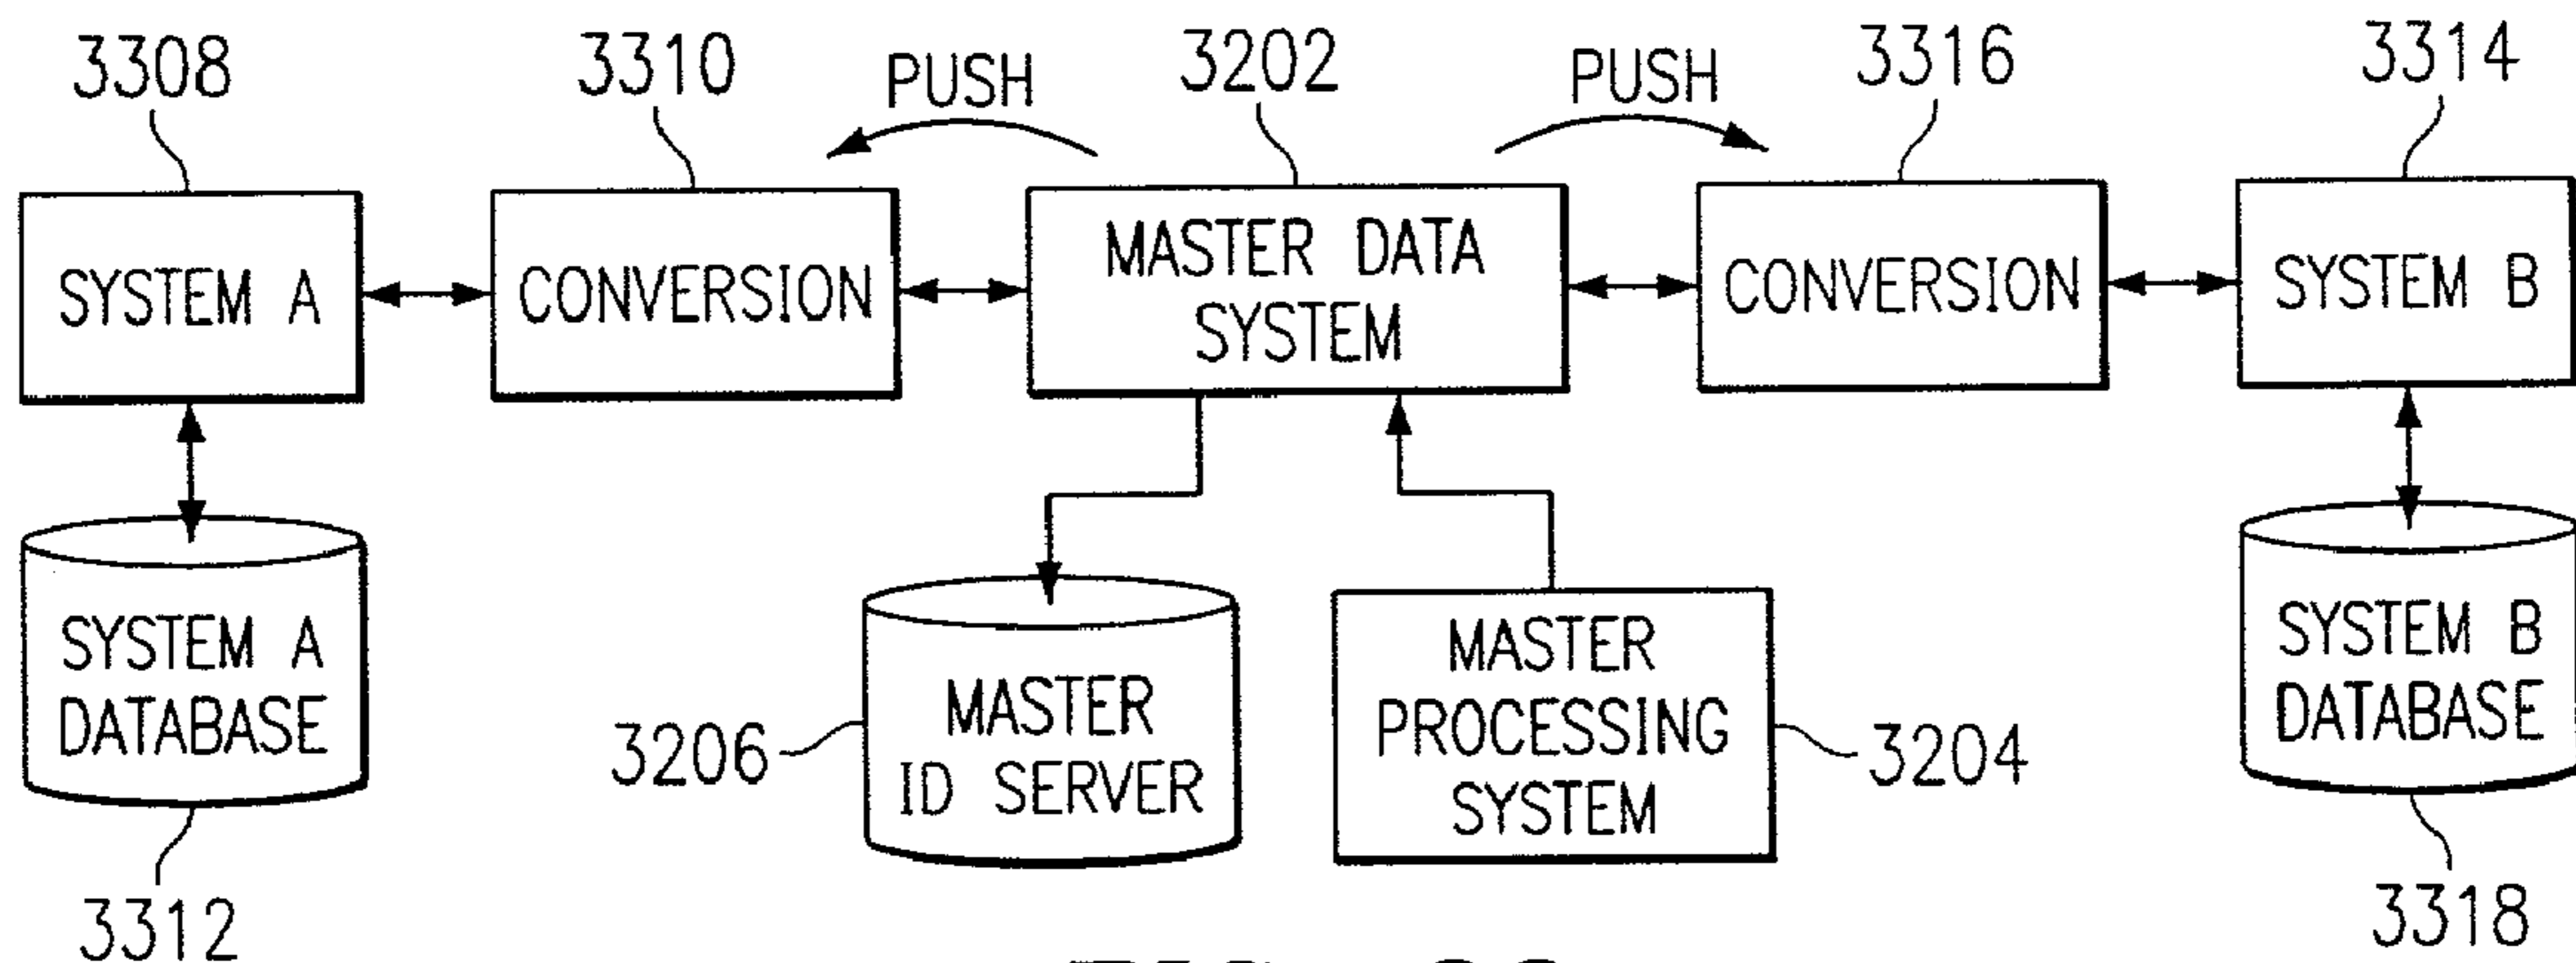 3308
3310
PUSH
3202
PUSH
3316
3314
SYSTEM A
CONVERSION
MASTER DATA
SYSTEM
CONVERSION
SYSTEM B
SYSTEM A
DATABASE
3206
MASTER
ID SERVER
MASTER
PROCESSING
SYSTEM
3204
SYSTEM B
DATABASE
3312
3318